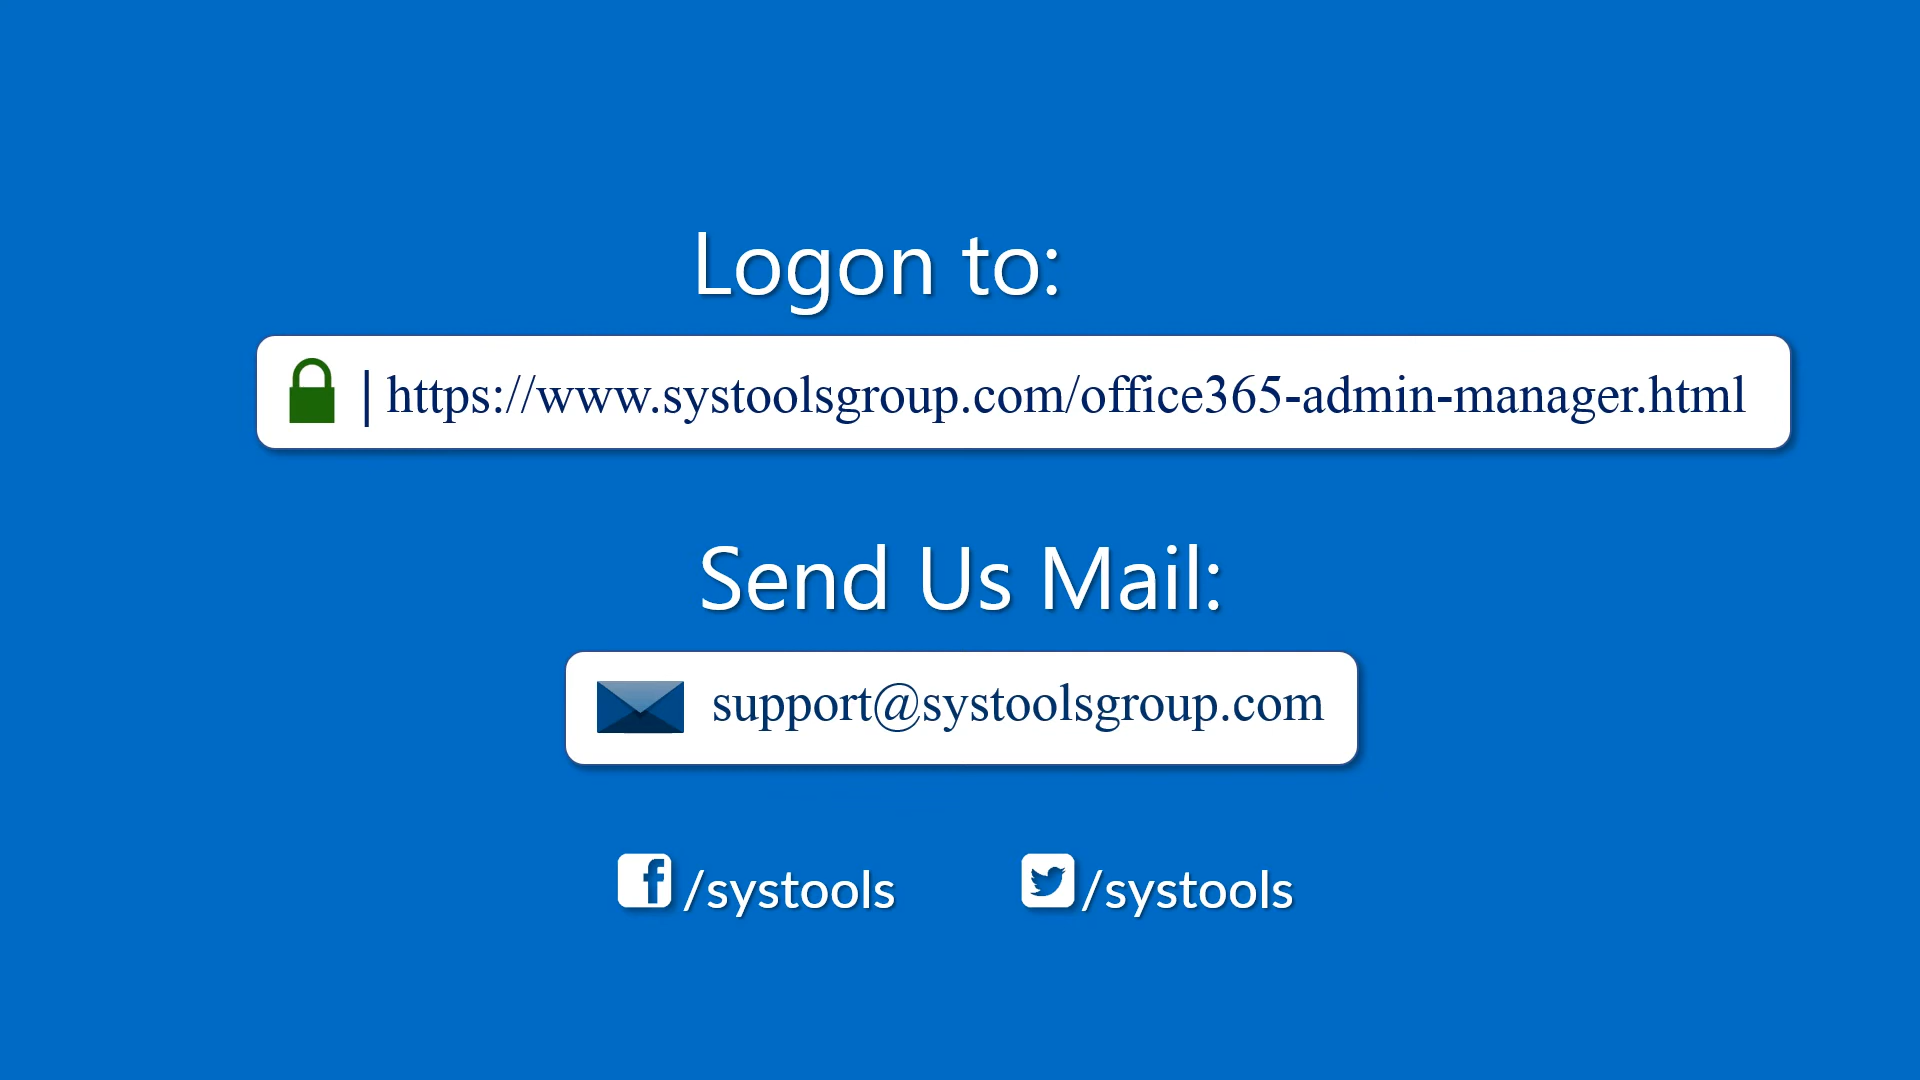 Logon to:
| https://www.systoolsgroup.com/office365-admin-manager.html
Send Us Mail:
support@systoolsgroup.com
/systools /systools